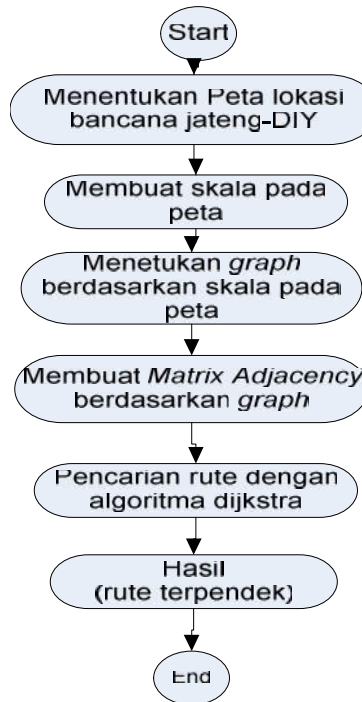 Start
Menentukan Peta lokasi
bancana jateng-DIY
Membuat skala pada
peta
Menetukan graph
berdasarkan skala pada
peta
Membuat Matrix Adjacency
berdasarkan graph
Pencarian rute dengan
algoritma dijkstra
Hasil
(rute terpendek)
End